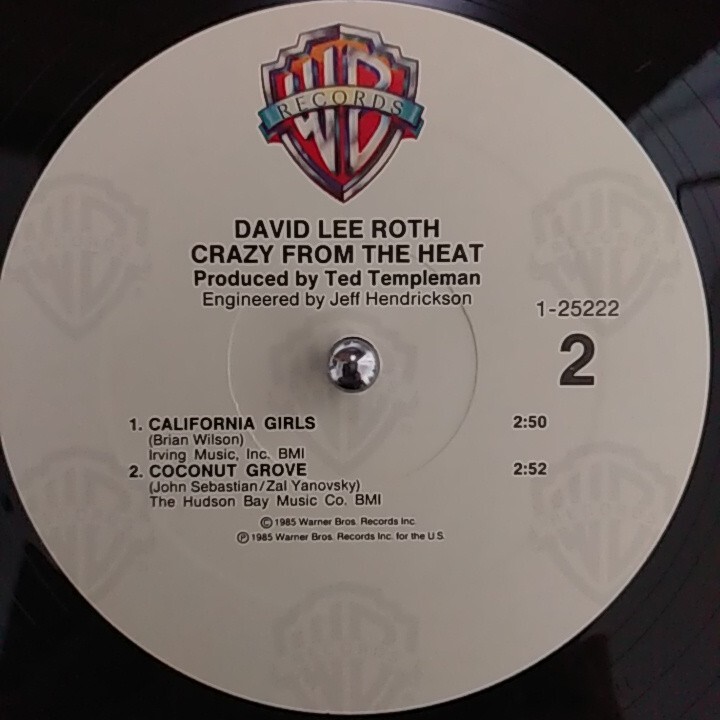 WB
RECORDS
DAVID LEE ROTH
CRAZY FROM THE HEAT
Produced by Ted Templeman
Engineered by Jeff Hendrickson
1-25222
2
1. CALIFORNIA GIRLS 2:50
(Brian Wilson)
Irving Music, Inc. BMI
2. COCONUT GROVE 2:52
(John Sebastian/Zal Yanovsky)
The Hudson Bay Music Co. BMI
©1985 Warner Bros. Records Inc.
℗1985 Warner Bros. Records Inc. for the U.S.